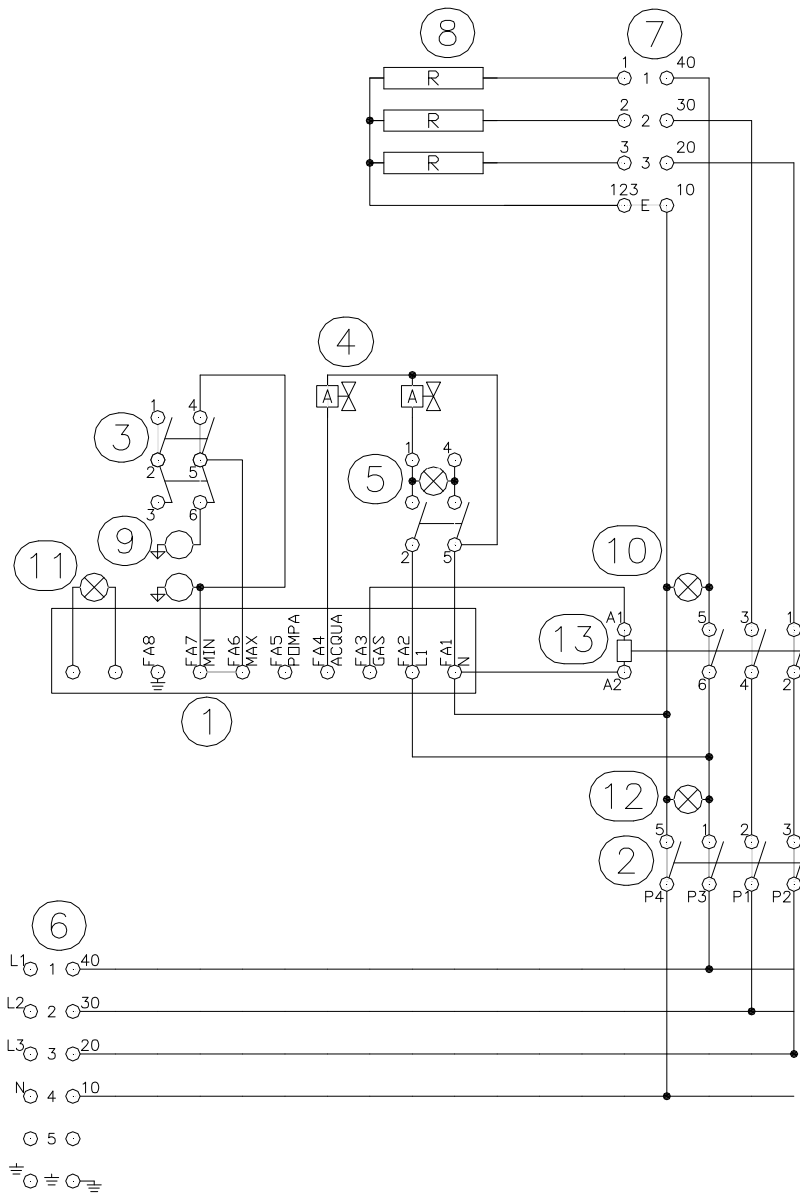 8 7
1 1 40
R
2 2 30
R
3 3 20
R
123 E 10
4
A A
1 4
3
2 5
3 6
1 4
5
2 5
9
10
11
FA8
FA7 MIN
FA6 MAX
FA5 POMPA
FA4 ACQUA
FA3 GAS
FA2 L1
FA1 N
A1
13
A2
5 3 1
6 4 2
1
12
5 1 2 3
2
P4 P3 P1 P2
6
L1 1 40
L2 2 30
L3 3 20
N 4 10
5